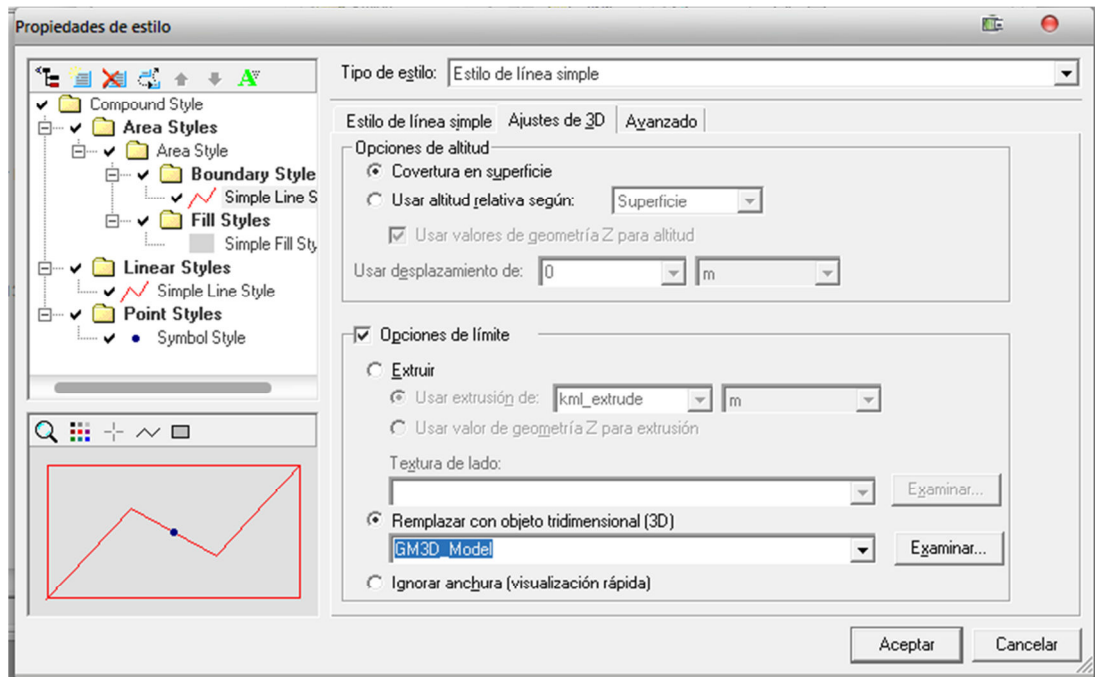 Propiedades de estilo
Compound Style
Area Styles
Area Style
Boundary Style
Simple Line S
Fill Styles
Simple Fill Sty
Linear Styles
Simple Line Style
Point Styles
Symbol Style
Tipo de estilo: Estilo de línea simple
Estilo de línea simple Ajustes de 3D Avanzado
Opciones de altitud
Covertura en superficie
Usar altitud relativa según: Superficie
Usar valores de geometría Z para altitud
Usar desplazamiento de: 0 m
Opciones de límite
Extruir
Usar extrusión de: kml_extrude m
Usar valor de geometría Z para extrusión
Textura de lado:
Examinar...
Remplazar con objeto tridimensional (3D)
GM3D_Model Examinar...
Ignorar anchura (visualización rápida)
Aceptar Cancelar